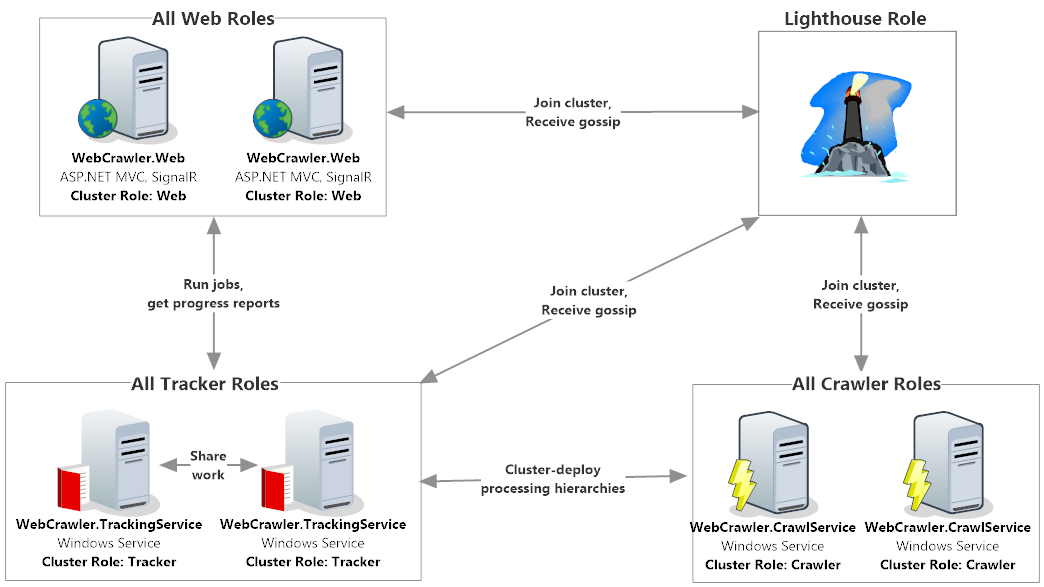 All Web Roles
Lighthouse Role
WebCrawler.Web
ASP.NET MVC, SignalR
Cluster Role: Web
WebCrawler.Web
ASP.NET MVC, SignalR
Cluster Role: Web
Join cluster,
Receive gossip
Run jobs,
get progress reports
Join cluster,
Receive gossip
Join cluster,
Receive gossip
All Tracker Roles
All Crawler Roles
Share
work
WebCrawler.TrackingService
Windows Service
Cluster Role: Tracker
WebCrawler.TrackingService
Windows Service
Cluster Role: Tracker
Cluster-deploy
processing hierarchies
WebCrawler.CrawlService
Windows Service
Cluster Role: Crawler
WebCrawler.CrawlService
Windows Service
Cluster Role: Crawler